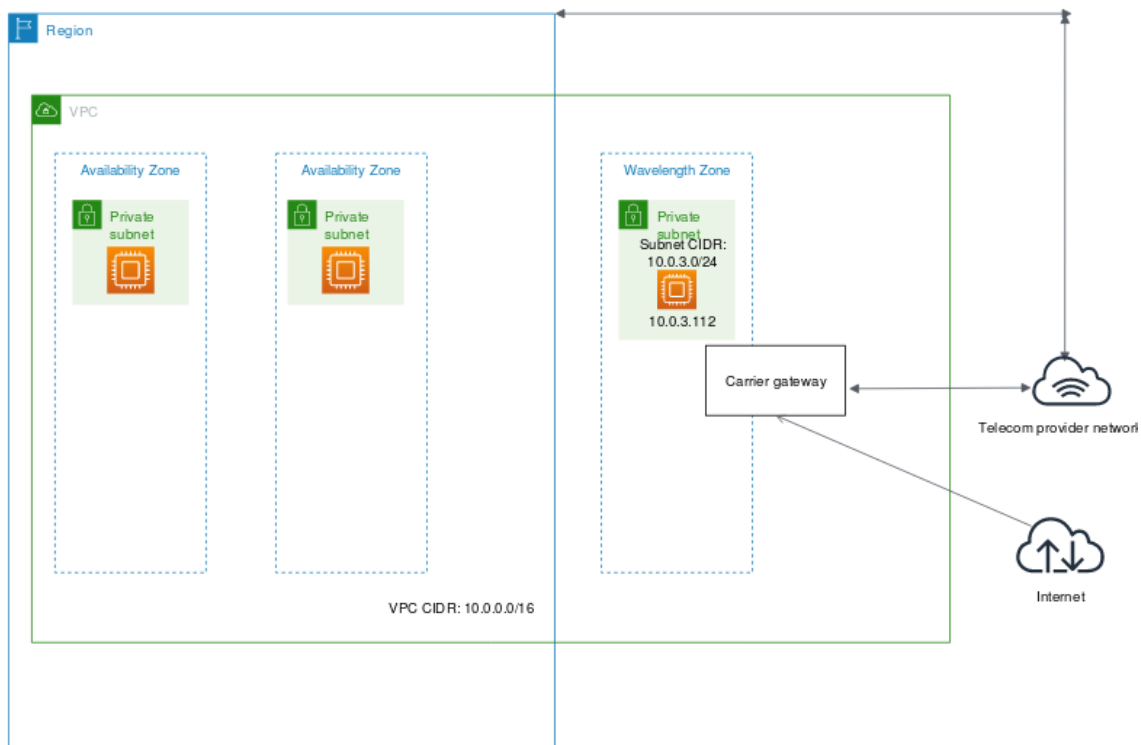 Region
VPC
Availability Zone
Private
subnet
Availability Zone
Private
subnet
Wavelength Zone
Private
subnet
Subnet CIDR:
10.0.3.0/24
10.0.3.112
Carrier gateway
Telecom provider network
Internet
VPC CIDR: 10.0.0.0/16